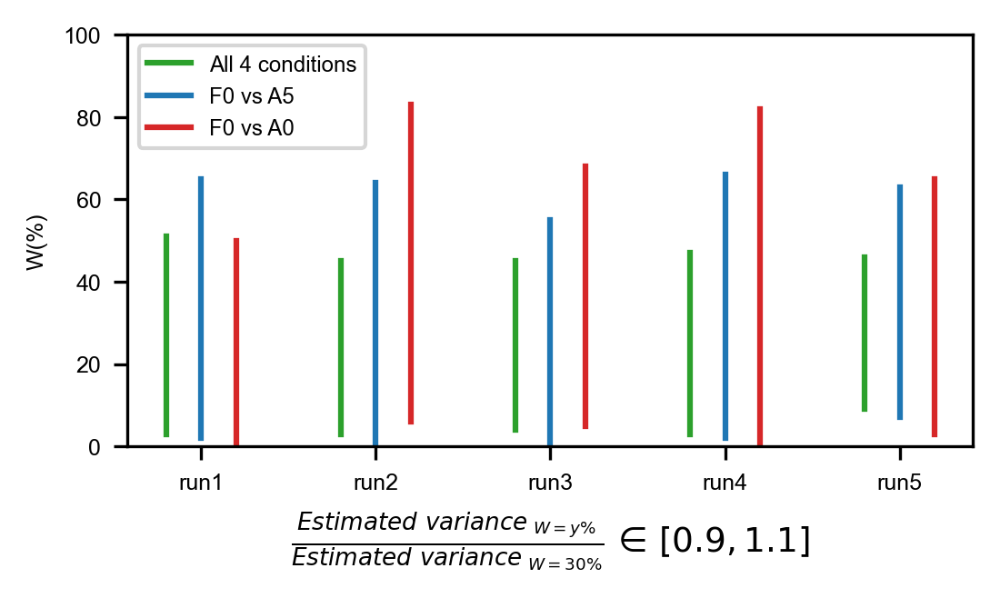 100
80
60
40
20
0
W(%)
All 4 conditions
F0 vs A5
F0 vs A0
run1 run2 run3 run4 run5
Estimated variance W = y%
Estimated variance W = 30%
∈ [0.9, 1.1]